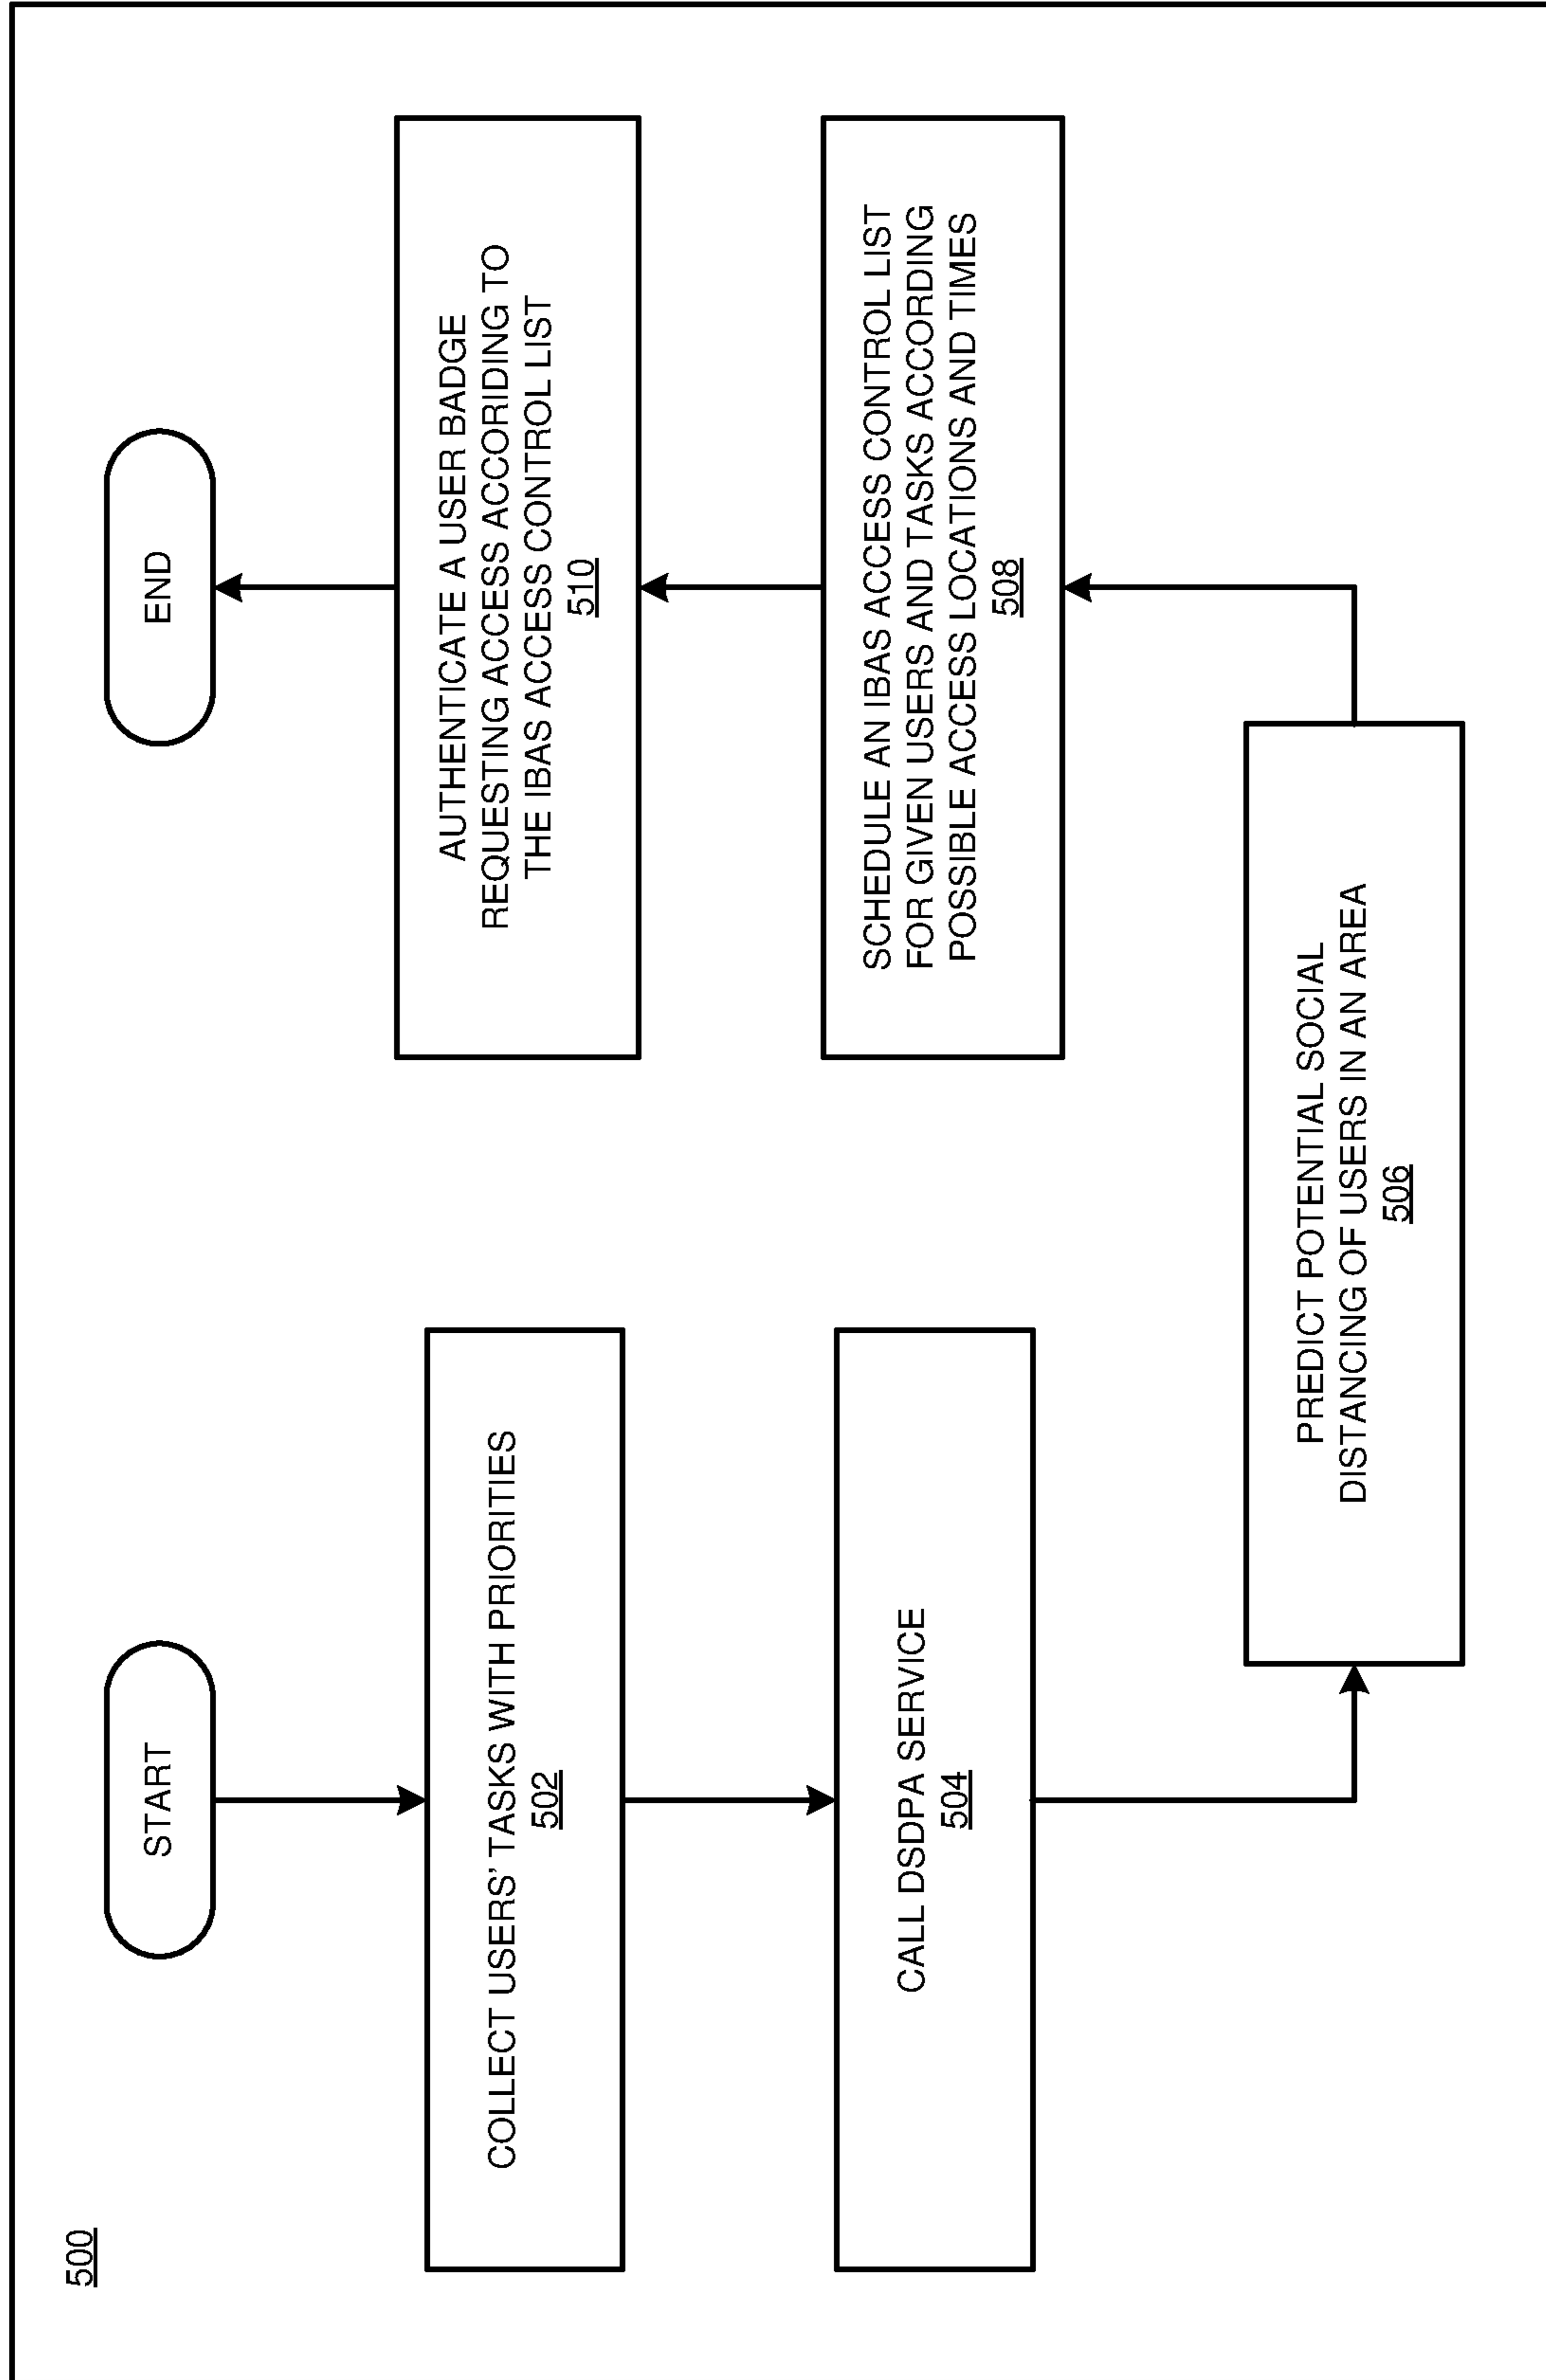 500
START
COLLECT USERS' TASKS WITH PRIORITIES
502
CALL DSDPA SERVICE
504
PREDICT POTENTIAL SOCIAL
DISTANCING OF USERS IN AN AREA
506
SCHEDULE AN IBAS ACCESS CONTROL LIST
FOR GIVEN USERS AND TASKS ACCORDING
POSSIBLE ACCESS LOCATIONS AND TIMES
508
AUTHENTICATE A USER BADGE
REQUESTING ACCESS ACCORIDING TO
THE IBAS ACCESS CONTROL LIST
510
END